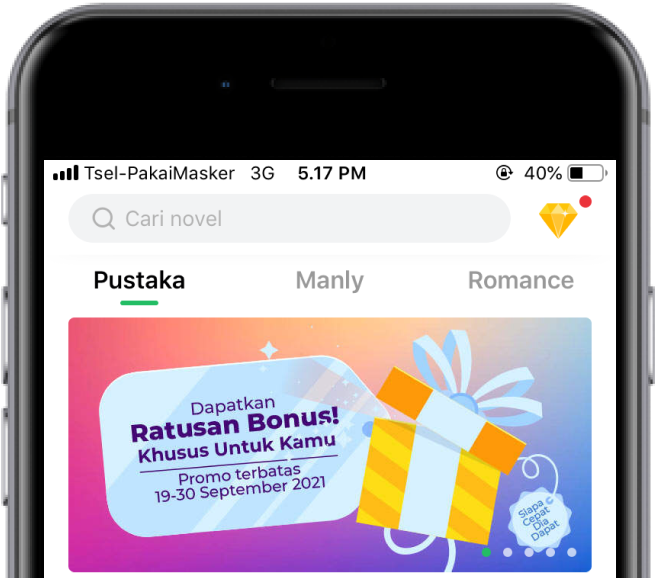 Tsel-PakaiMasker 3G 5.17 PM 40%
Cari novel
Pustaka Manly Romance
Dapatkan
Ratusan Bonus!
Khusus Untuk Kamu
Promo terbatas
19-30 September 2021
Siapa
Cepat
Dia
Dapat